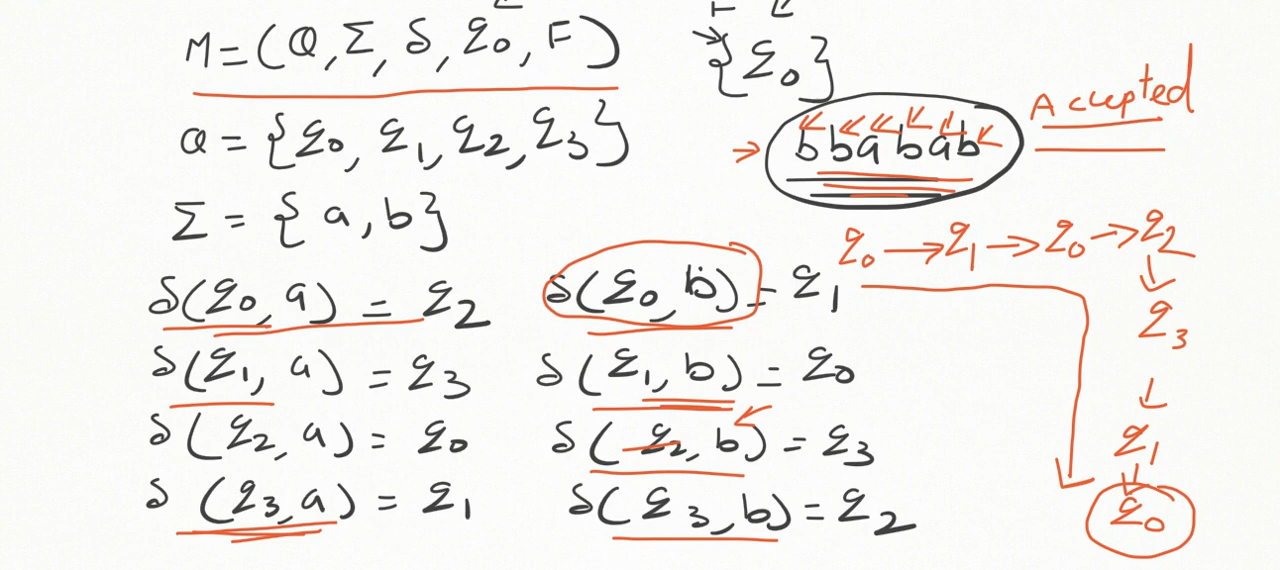 M=(Q,Σ,δ,q0,F)
{q0}
Q={q0,q1,q2,q3}
bbabab
Accepted
Σ={a,b}
q0→q1→q0→q2
↓
q3
↓
q1
↓
q0
δ(q0,a)=q2
δ(q0,b)=q1
δ(q1,a)=q3
δ(q1,b)=q0
δ(q2,a)=q0
δ(q2,b)=q3
δ(q3,a)=q1
δ(q3,b)=q2